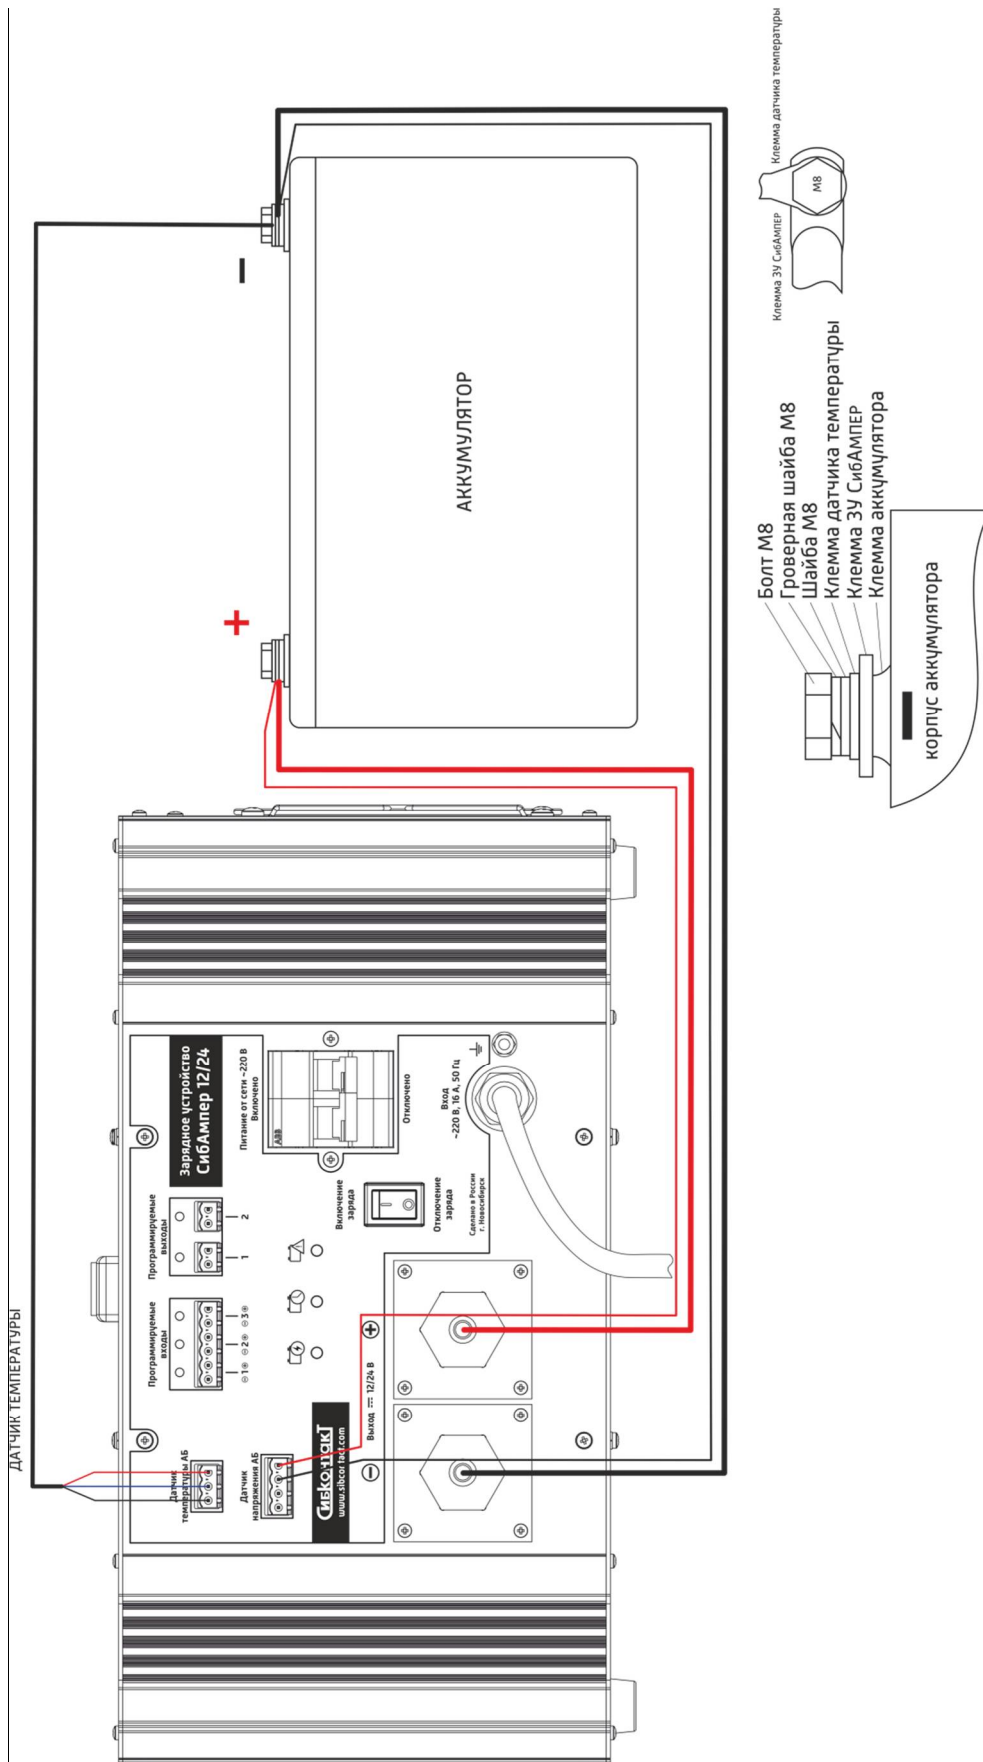 ДАТЧИК ТЕМПЕРАТУРЫ
Датчик
температуры АБ
Датчик
напряжения АБ
СИБКОНТАКТ
www.sibcontact.com
Программируемые
входы
⊖1⊕ ⊖2⊕ ⊖3⊕
Программируемые
выходы
1 2
Зарядное устройство
СибАмпер 12/24
Питание от сети ~220 В
Включено
ABB
Отключено
Включение
заряда
Отключение
заряда
Сделано в России
г. Новосибирск
Вход
~220 В, 16 А, 50 Гц
Выход 12/24 В
АККУМУЛЯТОР
+
−
Болт М8
Гроверная шайба М8
Шайба М8
Клемма датчика температуры
Клемма ЗУ СибАМПЕР
Клемма аккумулятора
корпус аккумулятора
Клемма ЗУ СибАМПЕР
Клемма датчика температуры
М8